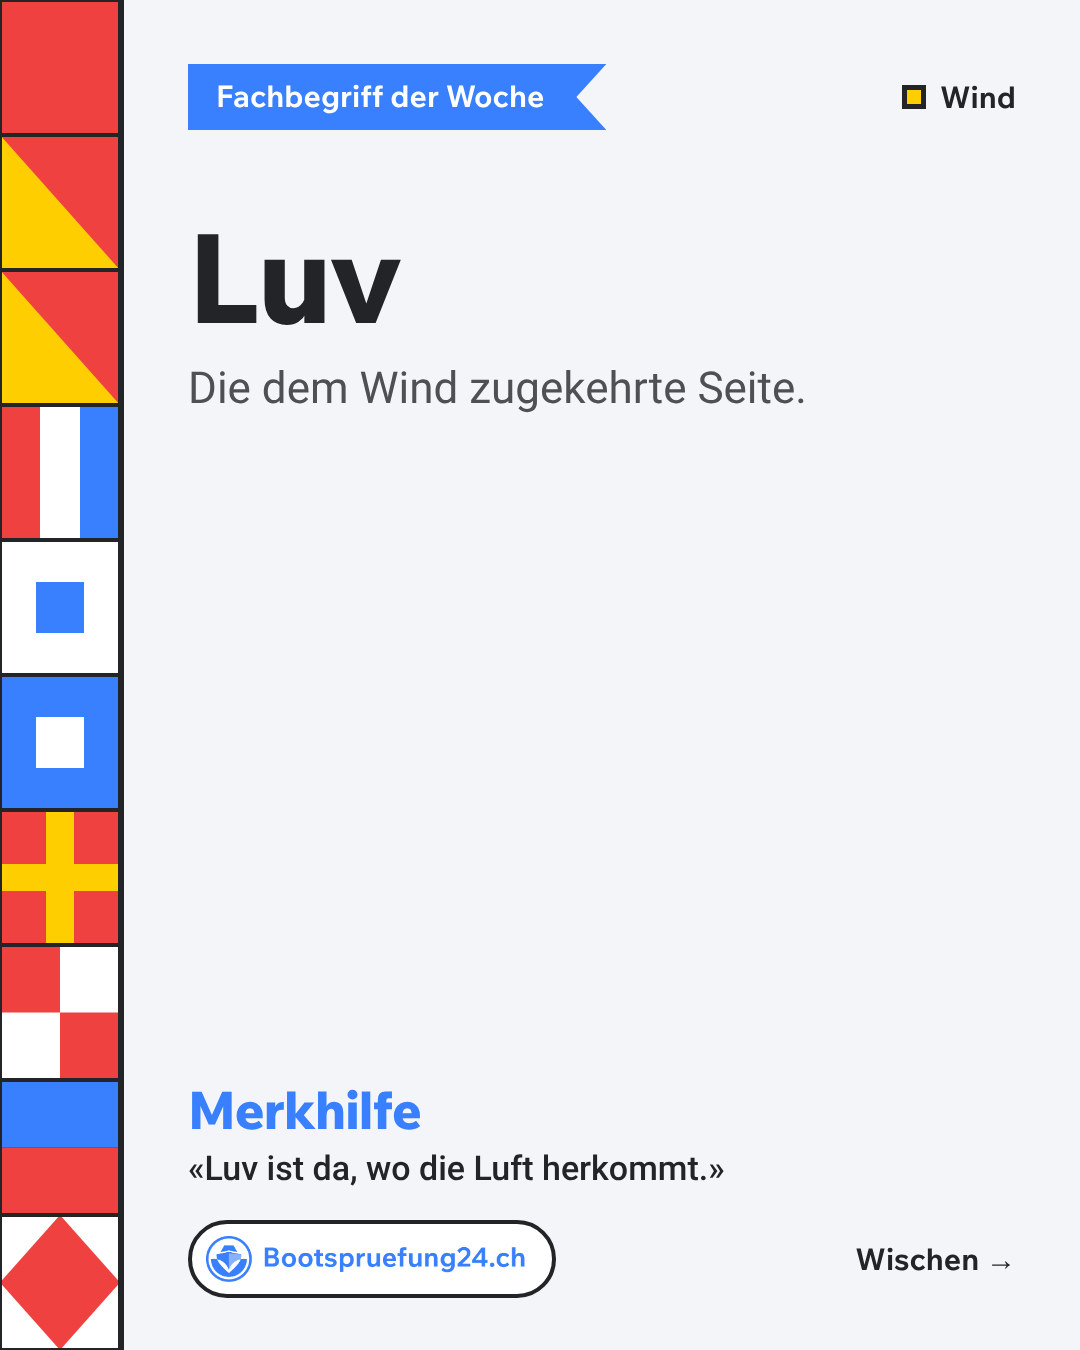 Fachbegriff der Woche
Wind
Luv
Die dem Wind zugekehrte Seite.
Merkhilfe
«Luv ist da, wo die Luft herkommt.»
Bootspruefung24.ch
Wischen →